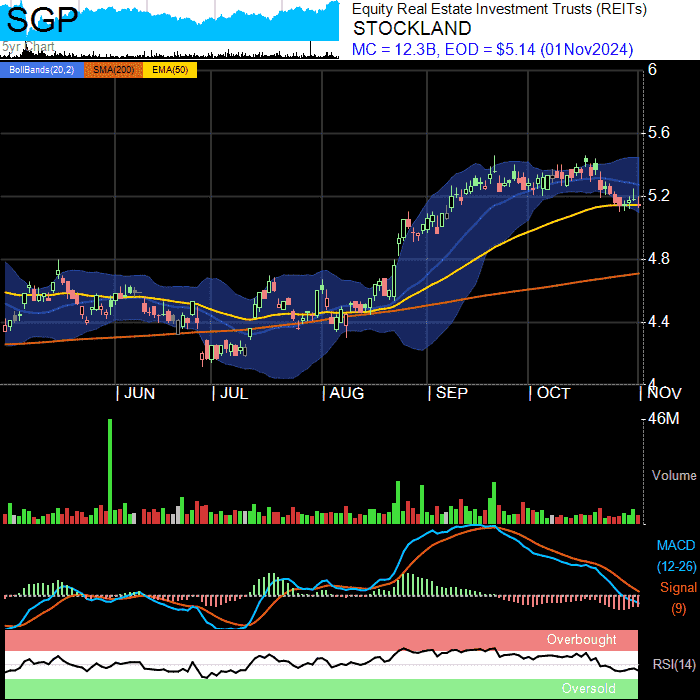 SGP
5yr Chart
Equity Real Estate Investment Trusts (REITs)
STOCKLAND
MC = 12.3B, EOD = $5.14 (01Nov2024)
BollBands(20,2) SMA(200) EMA(50)
6
5.6
5.2
4.8
4.4
4
JUN JUL AUG SEP OCT NOV
46M
Volume
MACD
(12-26)
Signal
(9)
Overbought
RSI(14)
Oversold